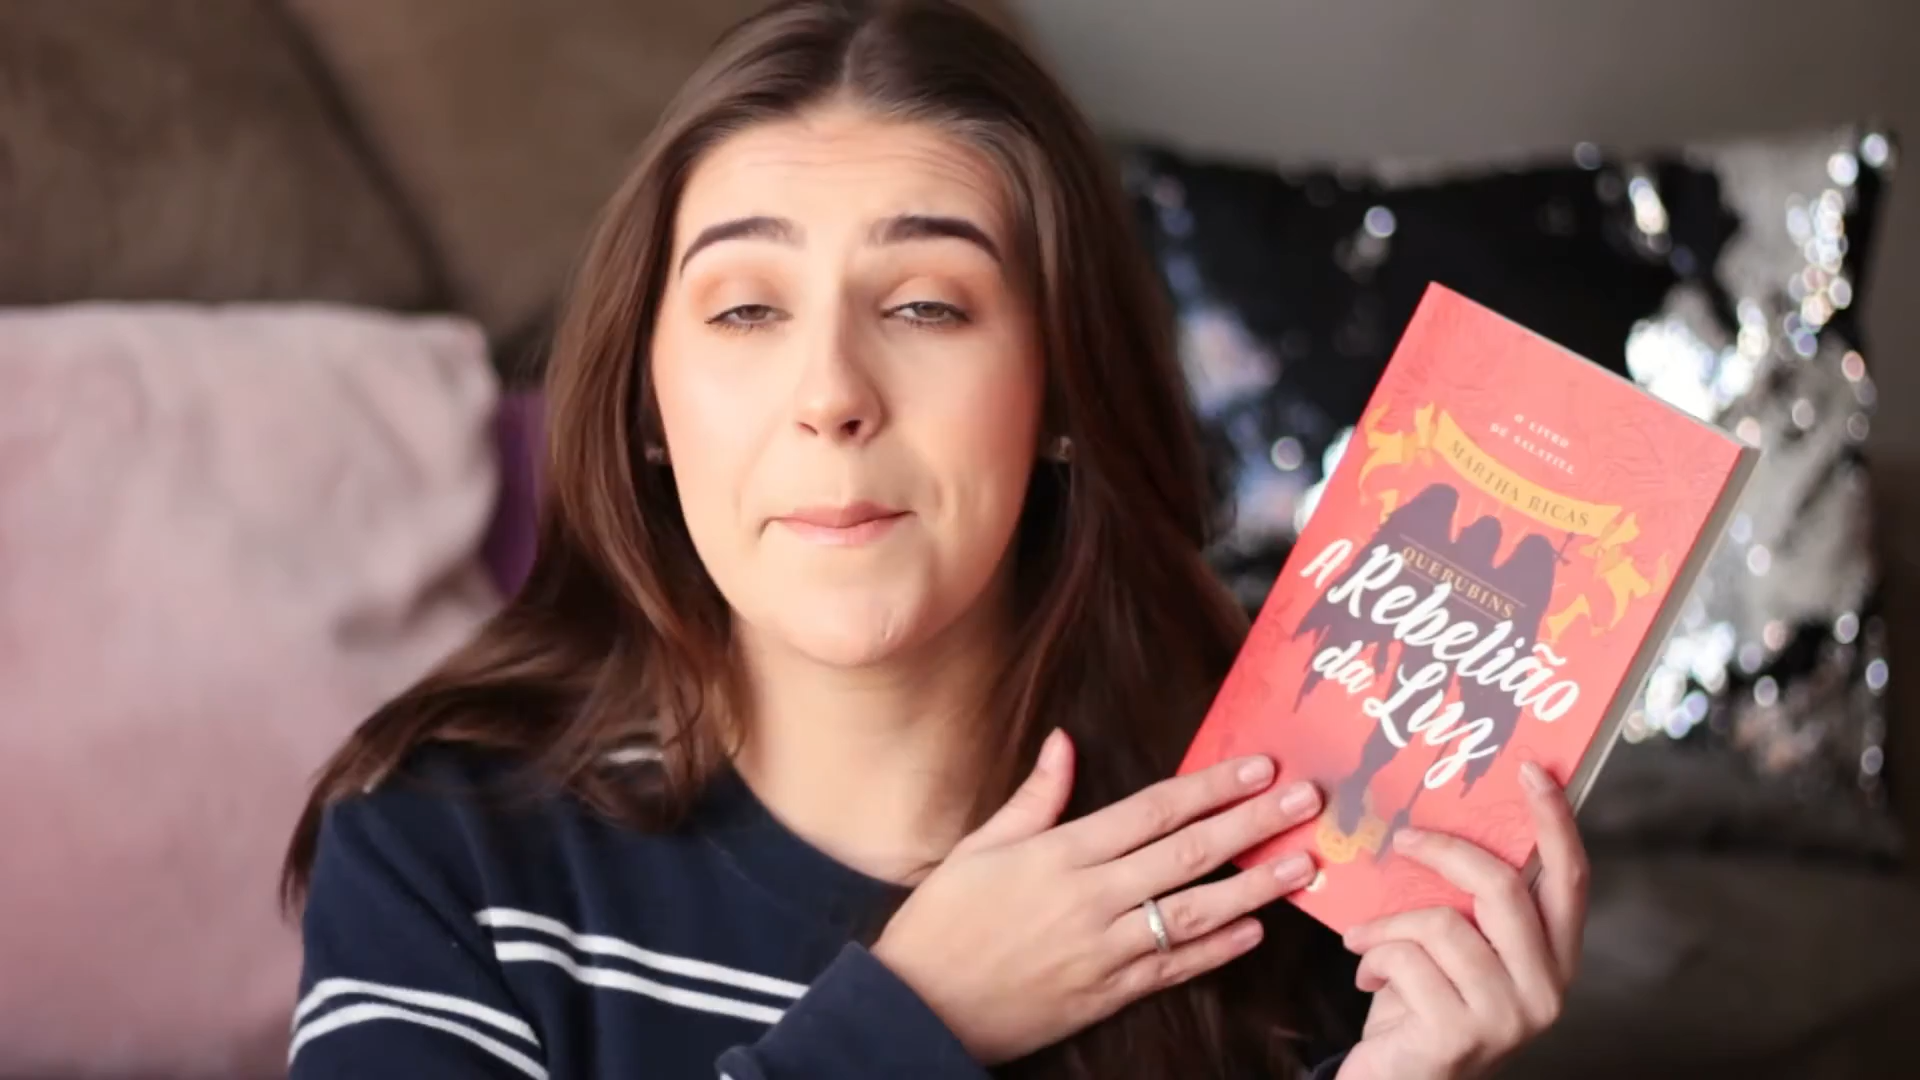 O LIVRO
DE SALATIEL
MARTHA RICAS
QUERUBINS
A Rebelião
da Luz